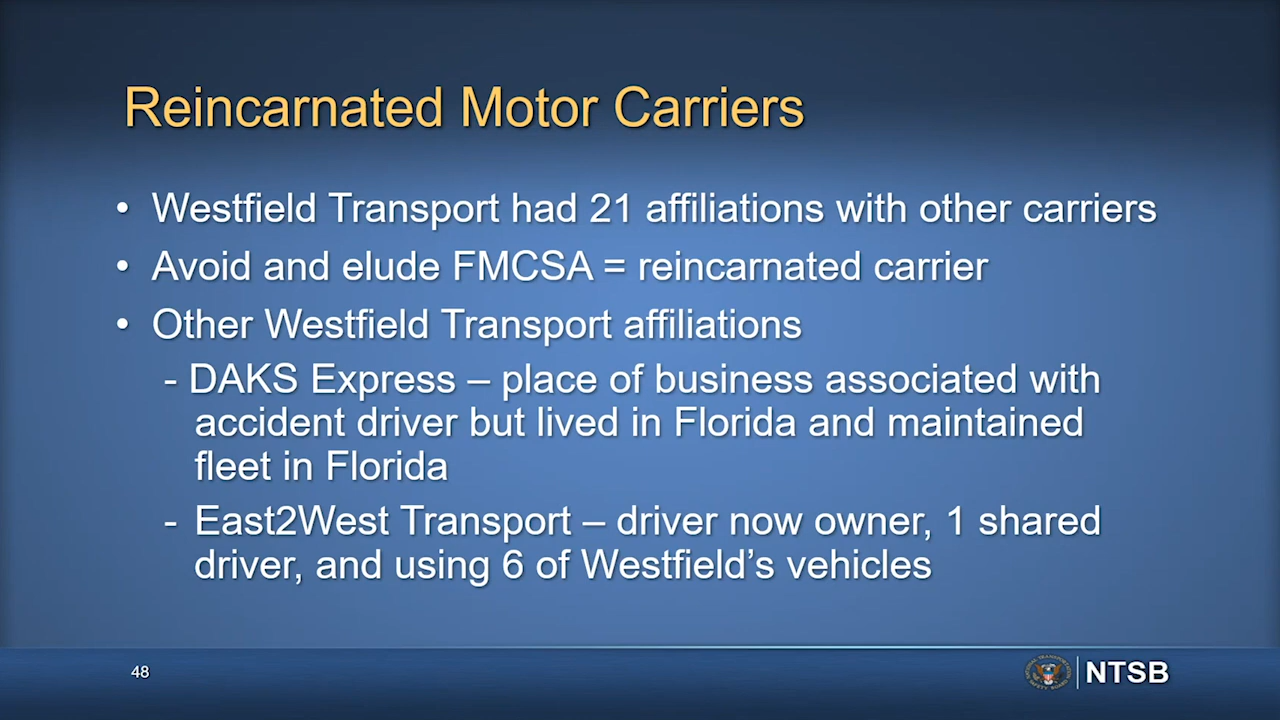 Reincarnated Motor Carriers
• Westfield Transport had 21 affiliations with other carriers
• Avoid and elude FMCSA = reincarnated carrier
• Other Westfield Transport affiliations
- DAKS Express – place of business associated with
accident driver but lived in Florida and maintained
fleet in Florida
- East2West Transport – driver now owner, 1 shared
driver, and using 6 of Westfield’s vehicles
48
NTSB